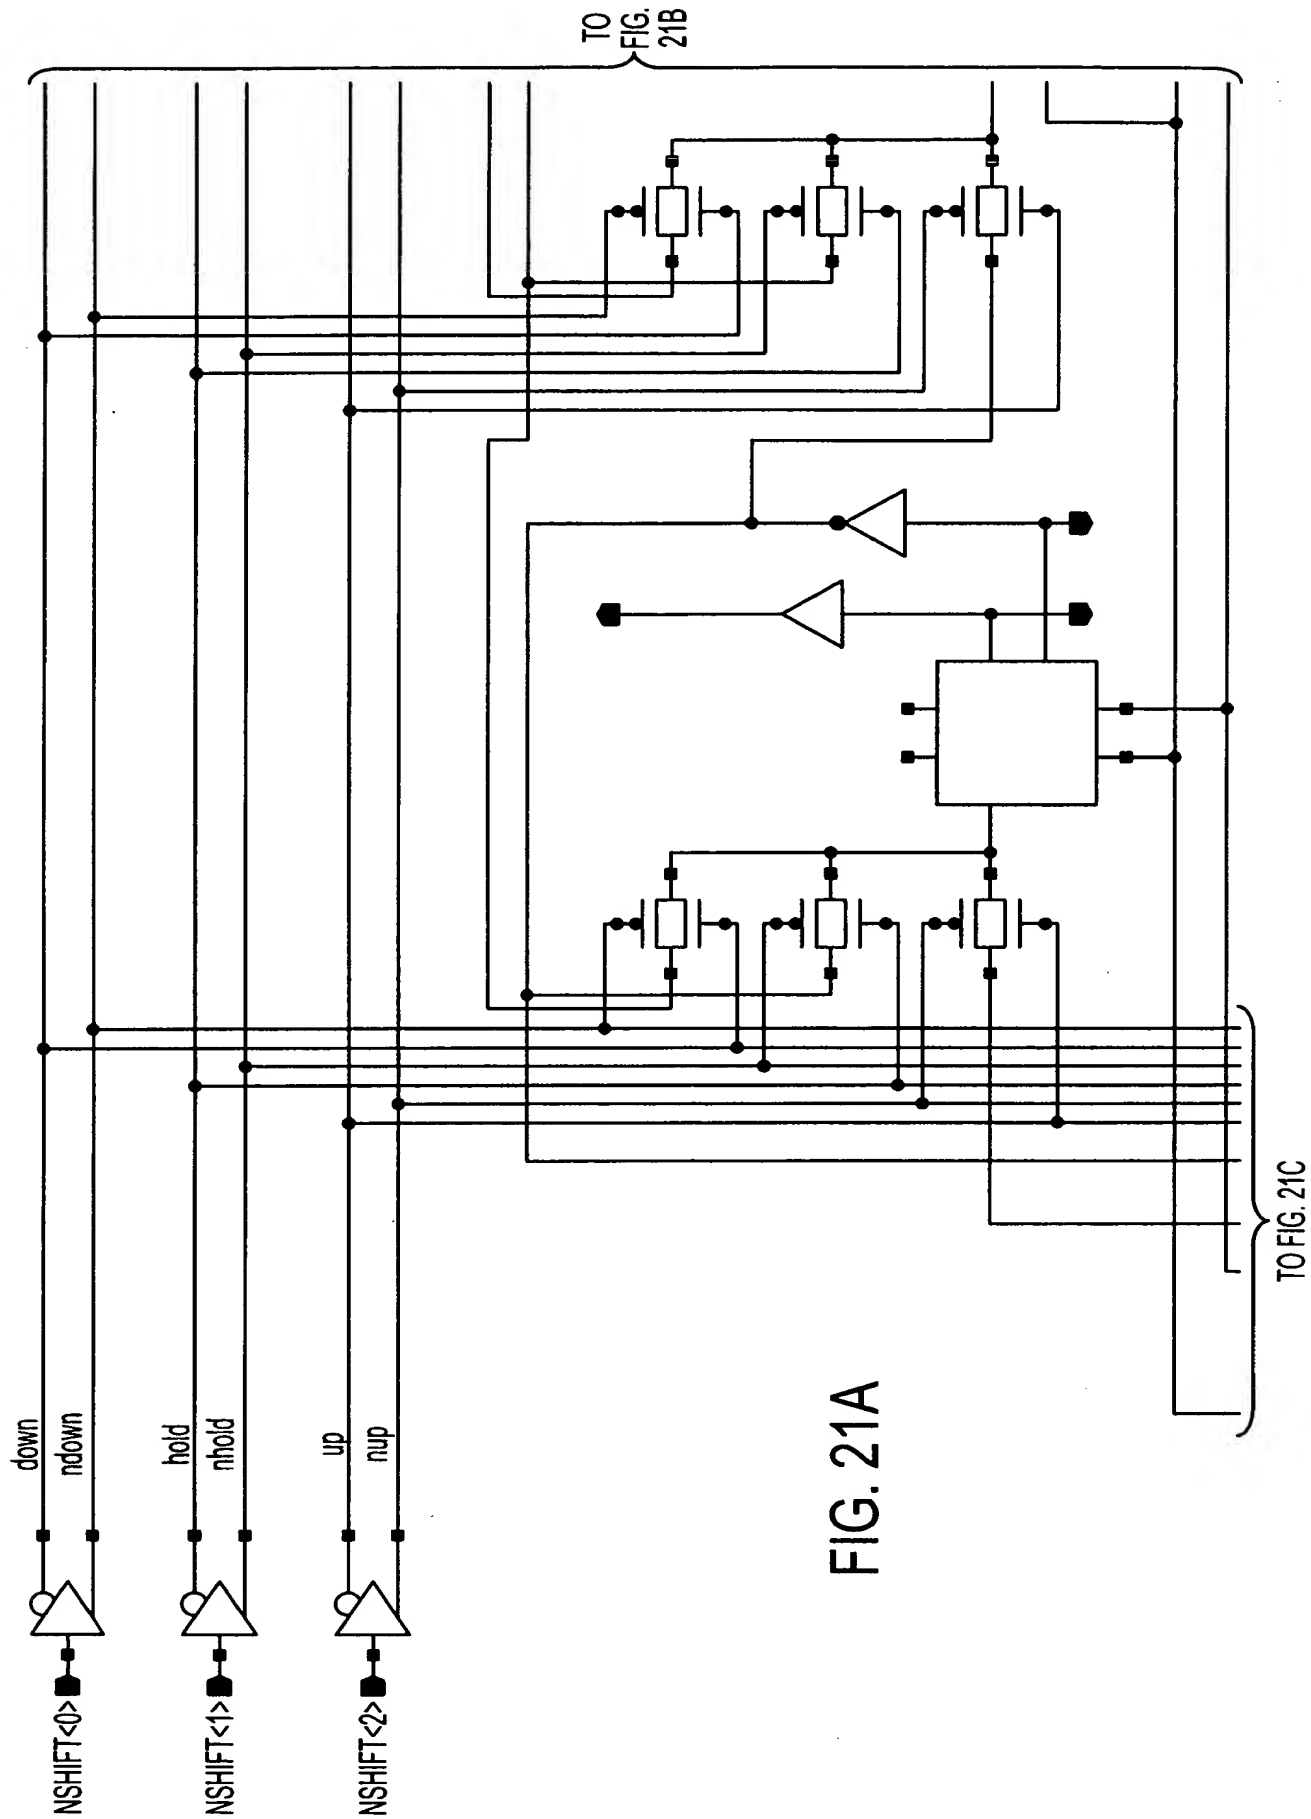 TO
FIG.
21B
down
ndown
hold
nhold
up
nup
NSHIFT<0>
NSHIFT<1>
NSHIFT<2>
TO FIG. 21C
FIG. 21A